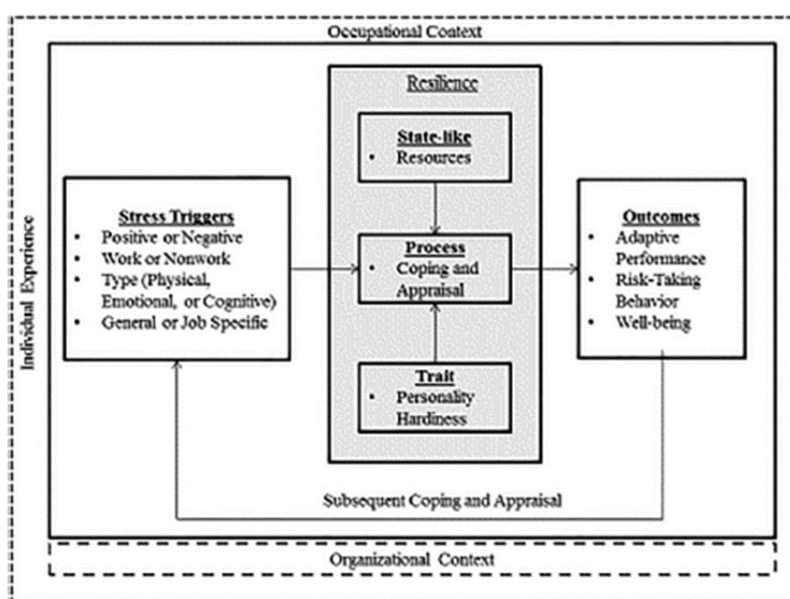 Occupational Context
Individual Experience
Resilience
State-like
• Resources
Stress Triggers
• Positive or Negative
• Work or Nonwork
• Type (Physical,
Emotional, or Cognitive)
• General or Job Specific
Process
• Coping and
Appraisal
Trait
• Personality
Hardiness
Outcomes
• Adaptive
Performance
• Risk-Taking
Behavior
• Well-being
Subsequent Coping and Appraisal
Organizational Context